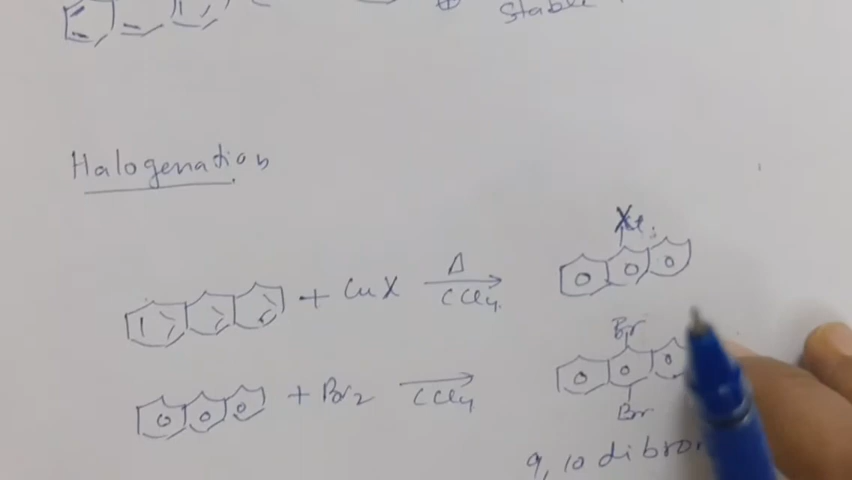 ⊕ Stable
Halogenation
+ CuX Δ CCl4 X
+ Br2 CCl4 Br Br
9, 10 dibro